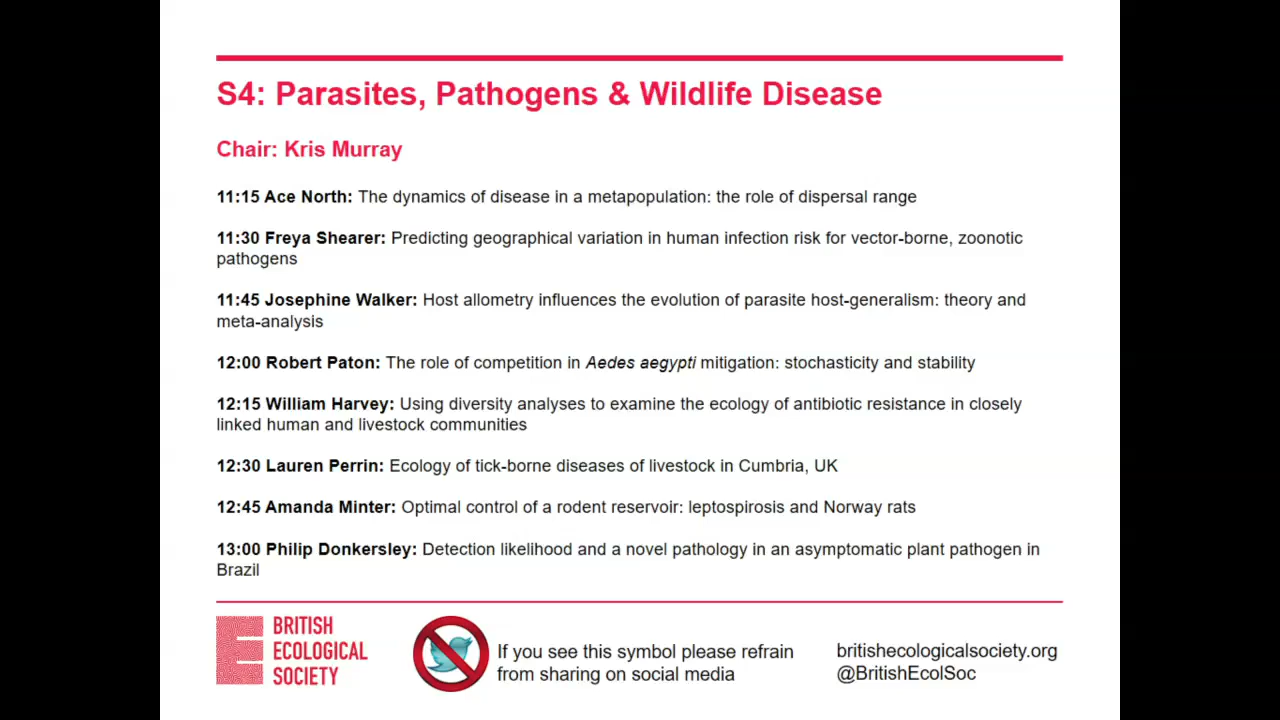 S4: Parasites, Pathogens & Wildlife Disease
Chair: Kris Murray
11:15 Ace North: The dynamics of disease in a metapopulation: the role of dispersal range
11:30 Freya Shearer: Predicting geographical variation in human infection risk for vector-borne, zoonotic
pathogens
11:45 Josephine Walker: Host allometry influences the evolution of parasite host-generalism: theory and
meta-analysis
12:00 Robert Paton: The role of competition in Aedes aegypti mitigation: stochasticity and stability
12:15 William Harvey: Using diversity analyses to examine the ecology of antibiotic resistance in closely
linked human and livestock communities
12:30 Lauren Perrin: Ecology of tick-borne diseases of livestock in Cumbria, UK
12:45 Amanda Minter: Optimal control of a rodent reservoir: leptospirosis and Norway rats
13:00 Philip Donkersley: Detection likelihood and a novel pathology in an asymptomatic plant pathogen in
Brazil
BRITISH
ECOLOGICAL
SOCIETY
If you see this symbol please refrain
from sharing on social media
britishecologicalsociety.org
@BritishEcolSoc